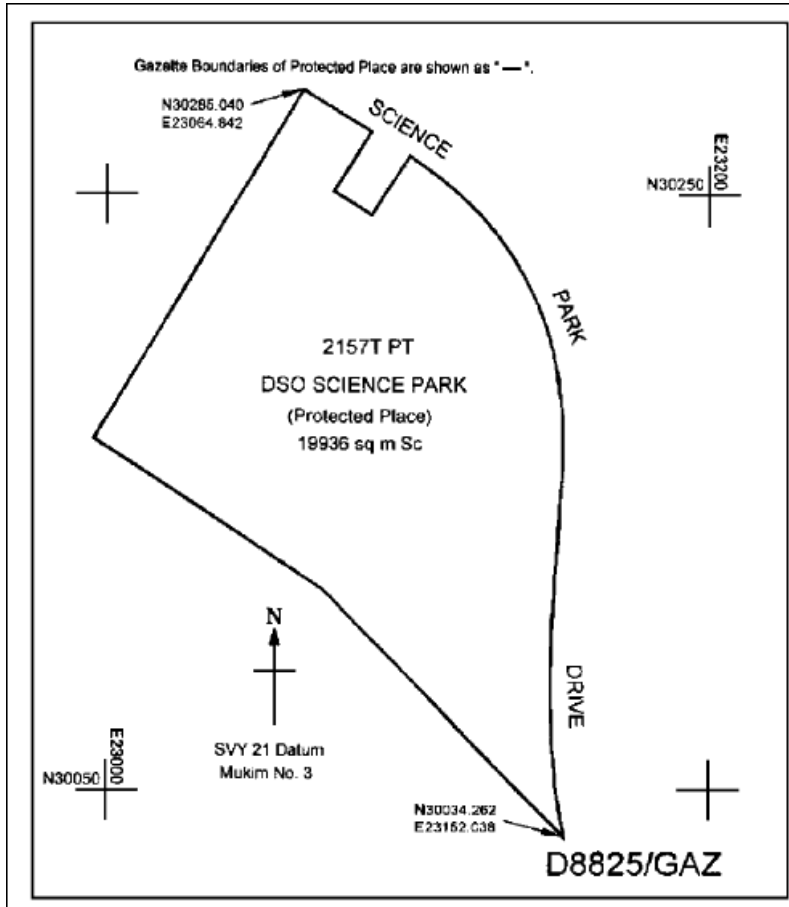 Gazette Boundaries of Protected Place are shown as " — ".
N30285.040
E23064.842
SCIENCE
E23200
N30250
PARK
2157T PT
DSO SCIENCE PARK
(Protected Place)
19936 sq m Sc
N
DRIVE
SVY 21 Datum
Mukim No. 3
E23000
N30050
N30034.262
E23152.038
D8825/GAZ